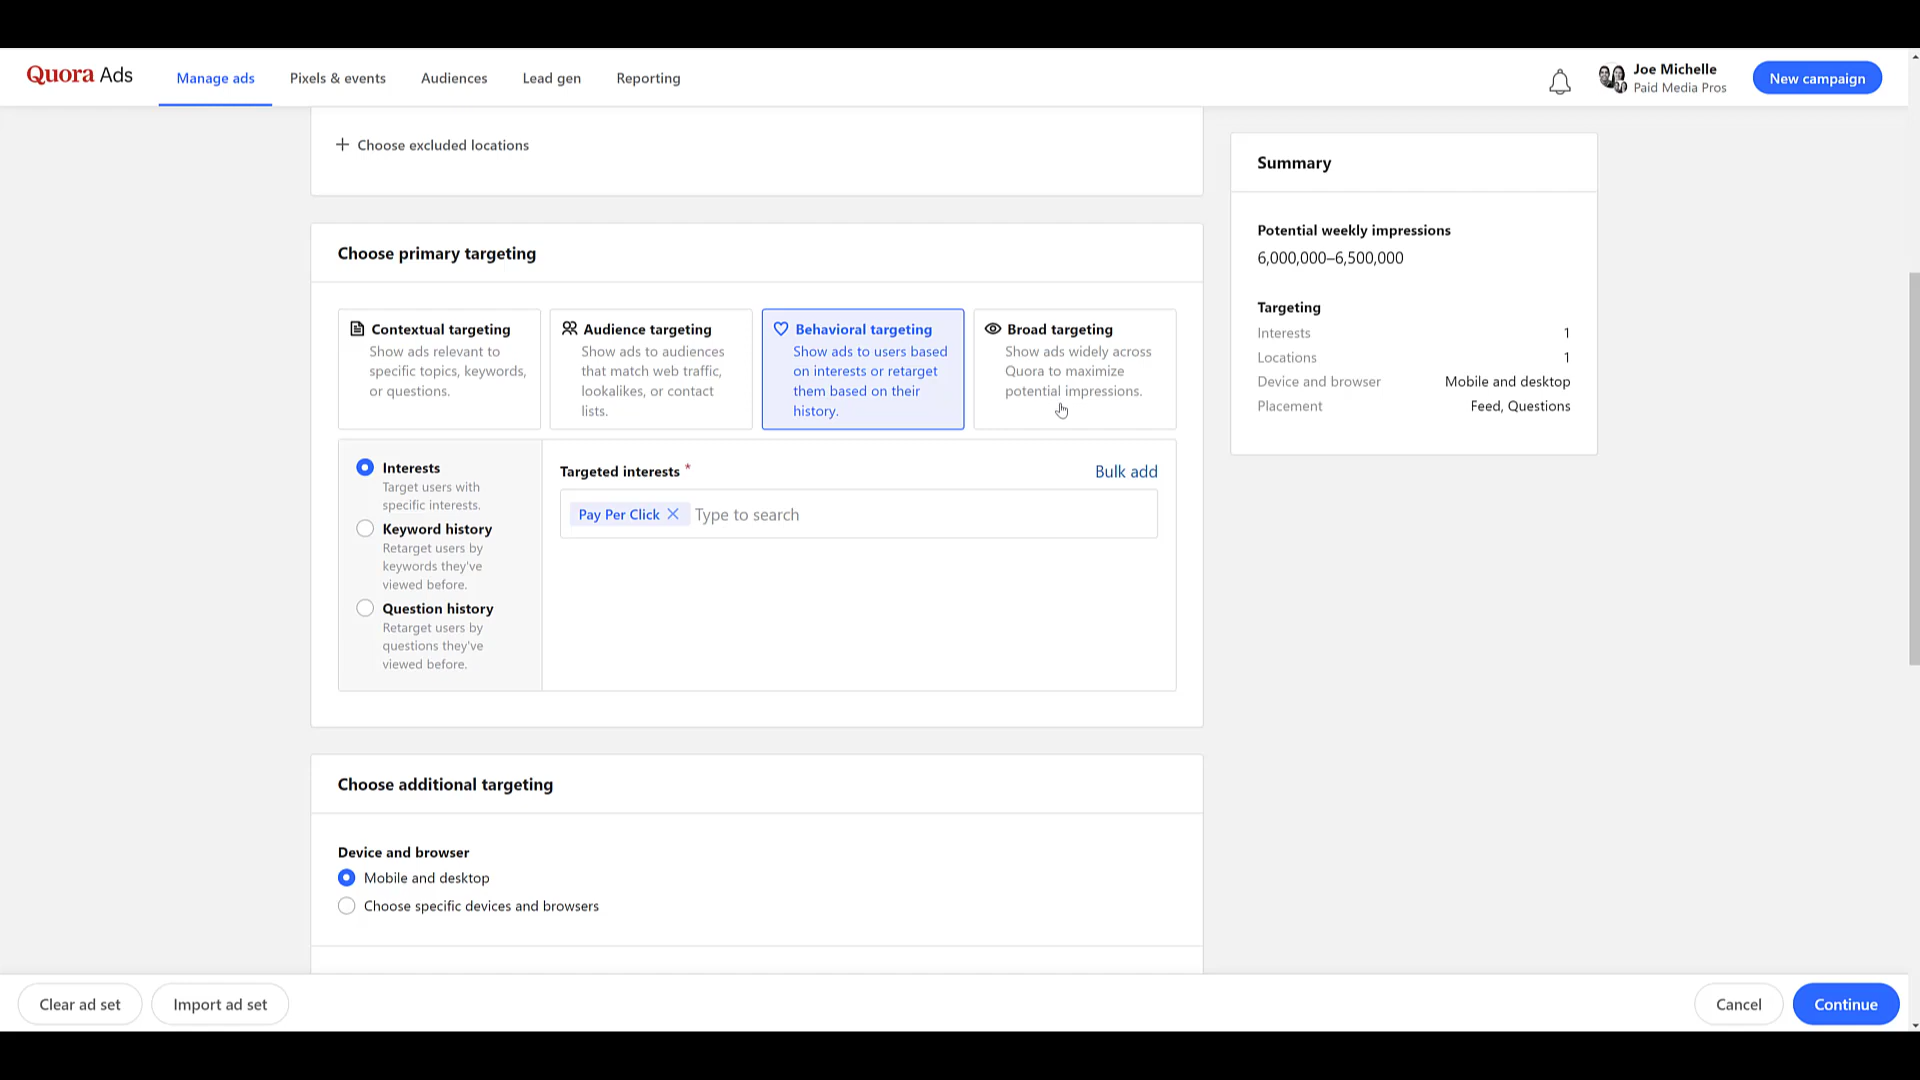 Quora Ads
Manage ads
Pixels & events
Audiences
Lead gen
Reporting
Joe Michelle
Paid Media Pros
New campaign
Choose excluded locations
Choose primary targeting
Contextual targeting
Show ads relevant to
specific topics, keywords,
or questions.
Audience targeting
Show ads to audiences
that match web traffic,
lookalikes, or contact
lists.
Behavioral targeting
Show ads to users based
on interests or retarget
them based on their
history.
Broad targeting
Show ads widely across
Quora to maximize
potential impressions.
Interests
Target users with
specific interests.
Keyword history
Retarget users by
keywords they've
viewed before.
Question history
Retarget users by
questions they've
viewed before.
Targeted interests *
Bulk add
Pay Per Click
Type to search
Choose additional targeting
Device and browser
Mobile and desktop
Choose specific devices and browsers
Summary
Potential weekly impressions
6,000,000–6,500,000
Targeting
Interests 1
Locations 1
Device and browser Mobile and desktop
Placement Feed, Questions
Clear ad set
Import ad set
Cancel
Continue